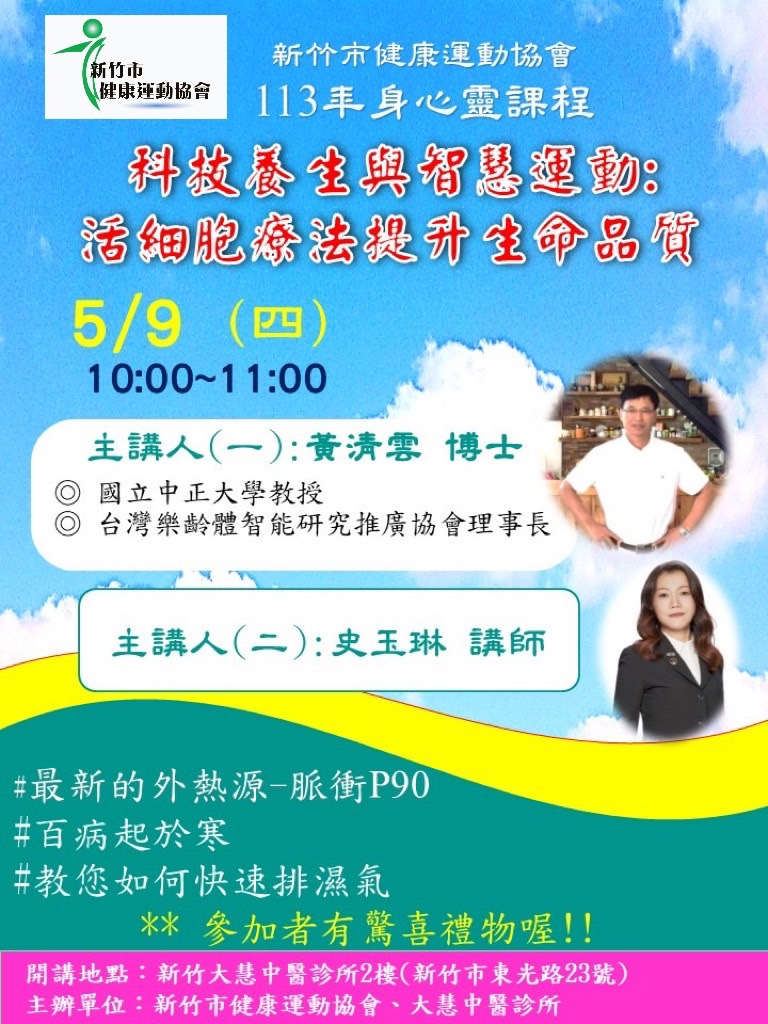 新竹市
健康運動協會
新竹市健康運動協會
113年身心靈課程
科技養生與智慧運動:
活細胞療法提升生命品質
5/9 (四)
10:00~11:00
主講人(一):黃清雲 博士
◎ 國立中正大學教授
◎ 台灣樂齡體智能研究推廣協會理事長
主講人(二):史玉琳 講師
#最新的外熱源-脈衝P90
#百病起於寒
#教您如何快速排濕氣
** 參加者有驚喜禮物喔!!
開講地點：新竹大慧中醫診所2樓(新竹市東光路23號)
主辦單位：新竹市健康運動協會、大慧中醫診所